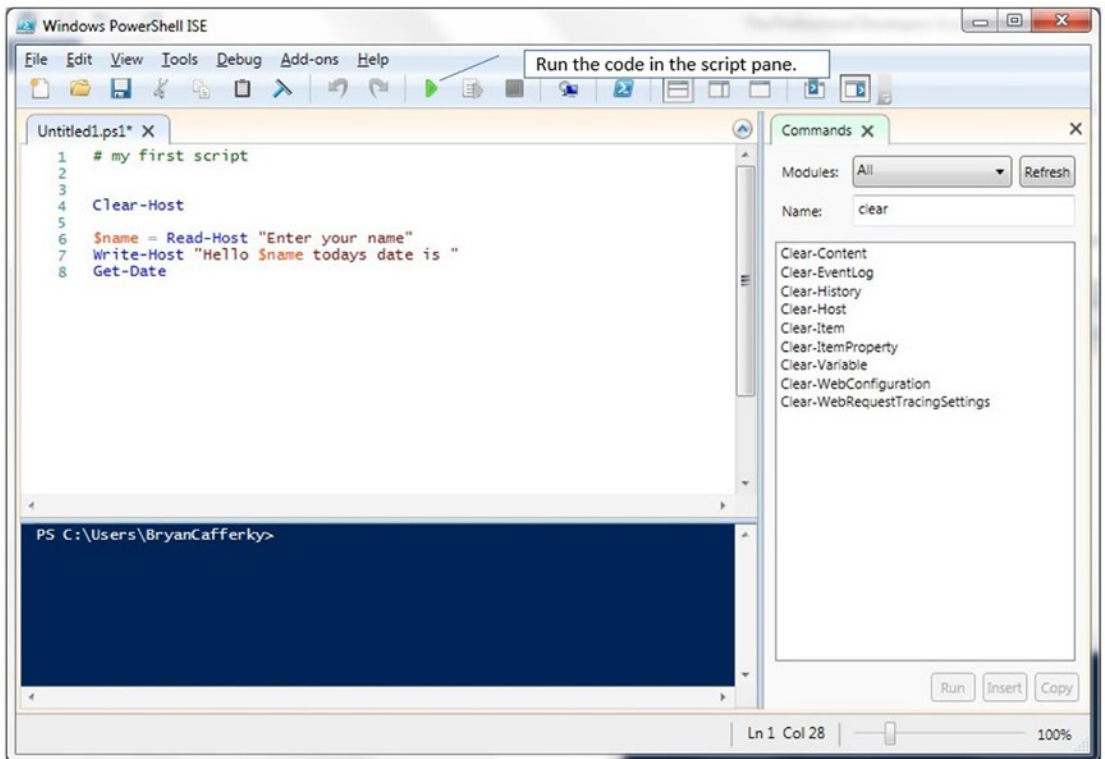 Windows PowerShell ISE
File Edit View Tools Debug Add-ons Help
Run the code in the script pane.
Untitled1.ps1* X
1 # my first script
2
3
4 Clear-Host
5
6 $name = Read-Host "Enter your name"
7 Write-Host "Hello $name todays date is "
8 Get-Date
PS C:\Users\BryanCafferky>
Commands X
Modules: All Refresh
Name: clear
Clear-Content
Clear-EventLog
Clear-History
Clear-Host
Clear-Item
Clear-ItemProperty
Clear-Variable
Clear-WebConfiguration
Clear-WebRequestTracingSettings
Run Insert Copy
Ln 1 Col 28 100%